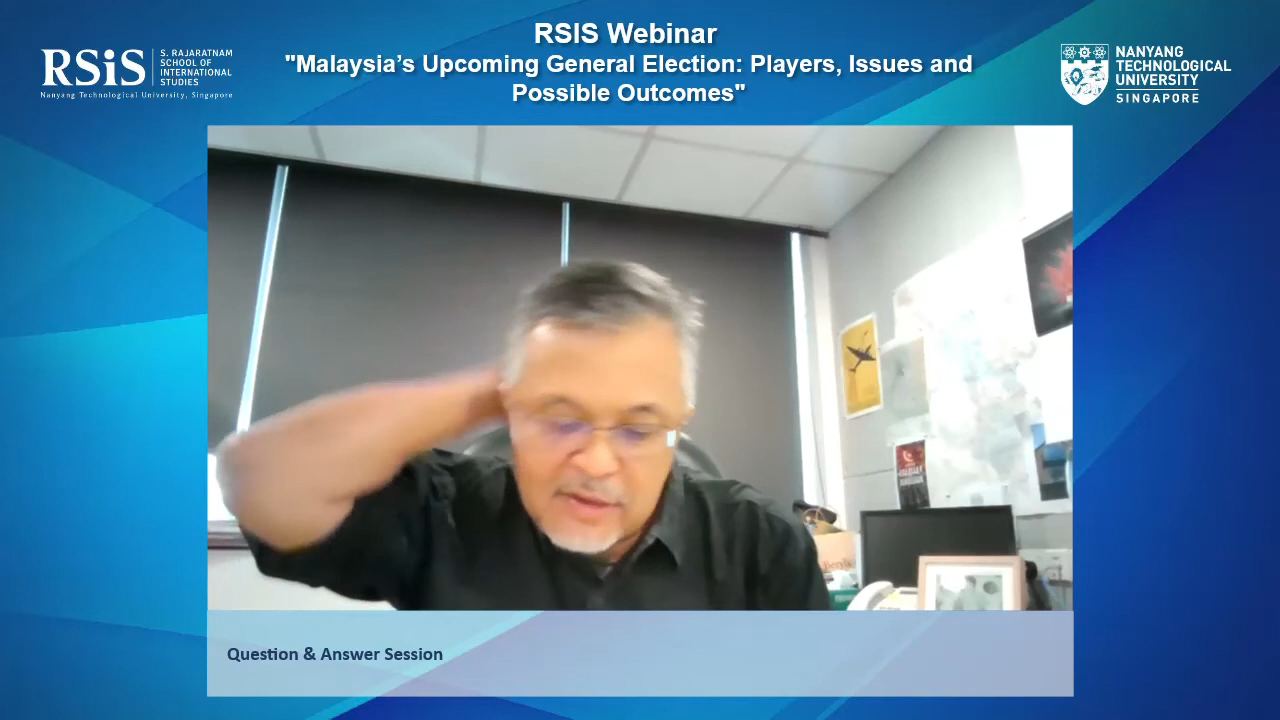 RSIS Webinar
"Malaysia’s Upcoming General Election: Players, Issues and
Possible Outcomes"
RSiS
S. RAJARATNAM
SCHOOL OF
INTERNATIONAL
STUDIES
Nanyang Technological University, Singapore
NANYANG
TECHNOLOGICAL
UNIVERSITY
SINGAPORE
Question & Answer Session